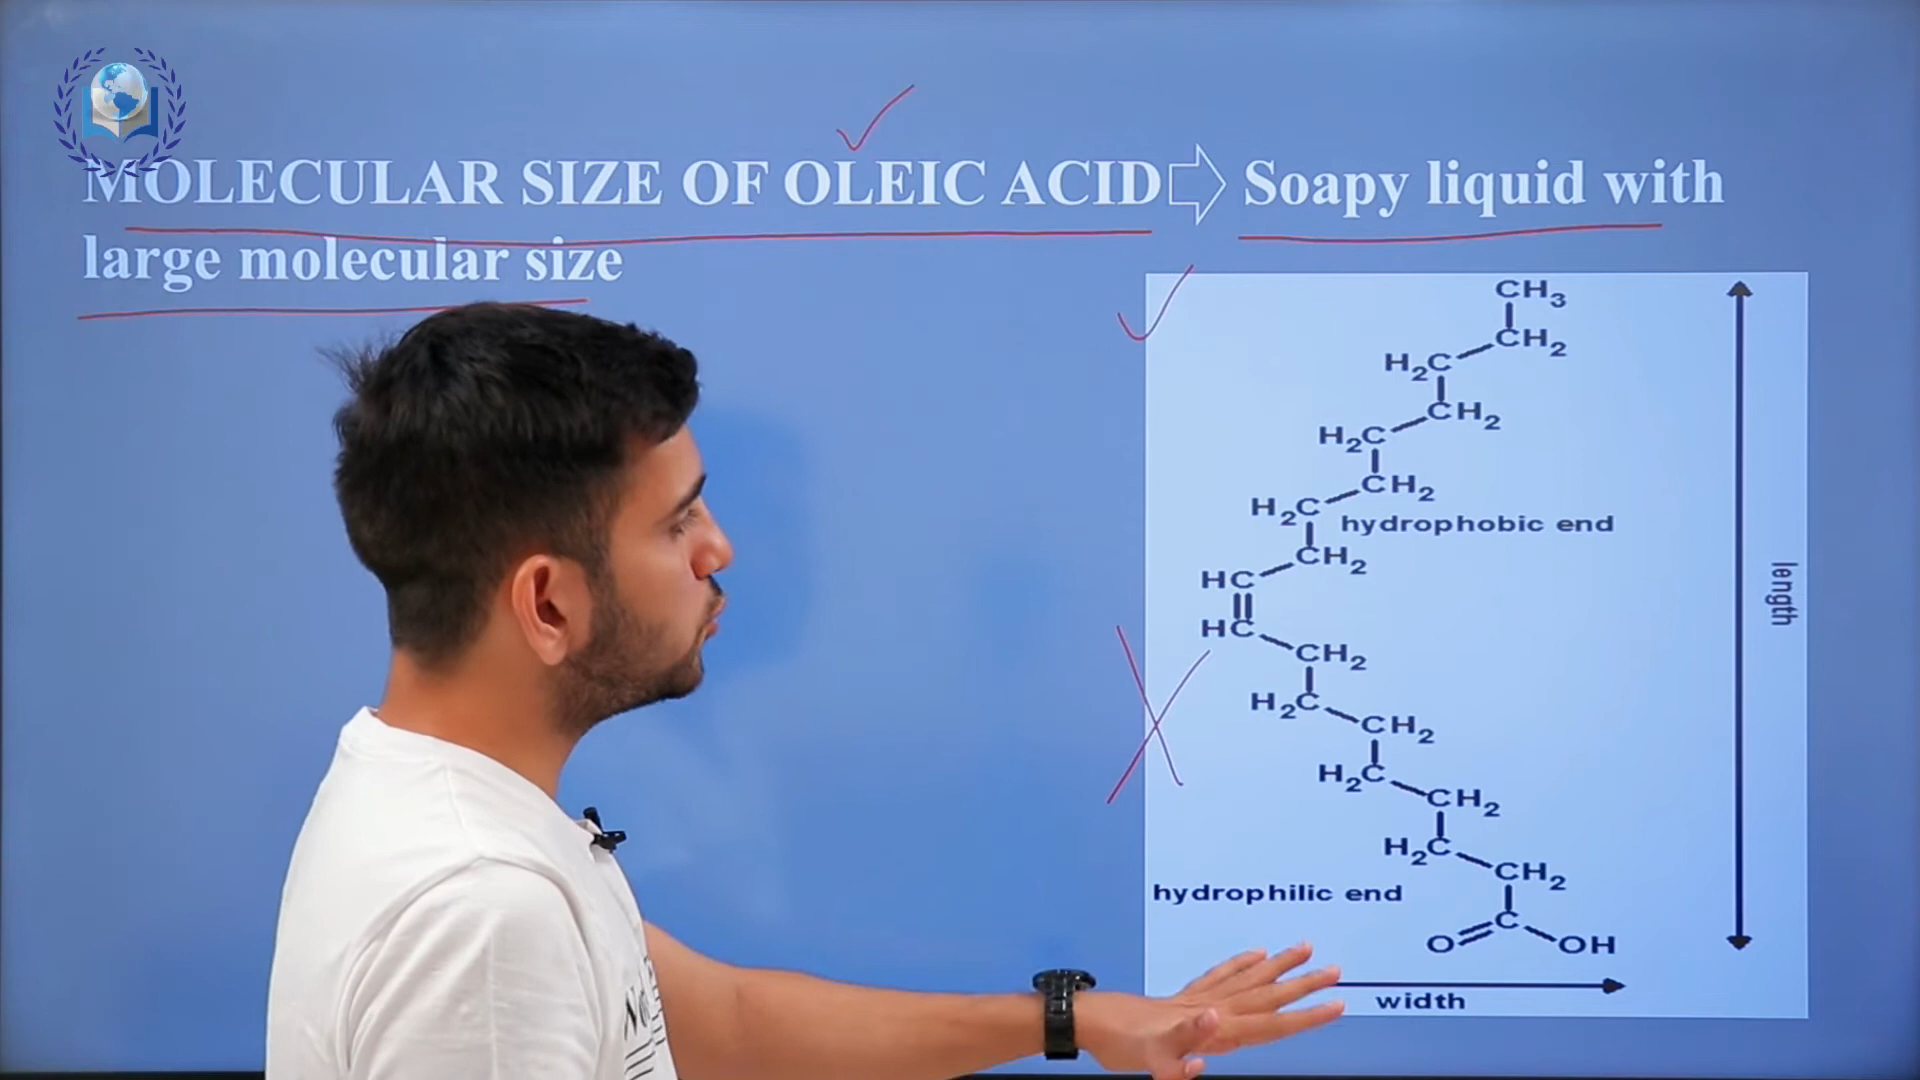 MOLECULAR SIZE OF OLEIC ACID ⇨ Soapy liquid with
large molecular size
CH3
CH2
H2C
CH2
H2C
CH2
H2C
hydrophobic end
CH2
HC
HC
CH2
H2C
CH2
H2C
CH2
H2C
CH2
hydrophilic end
C
O
OH
width
length